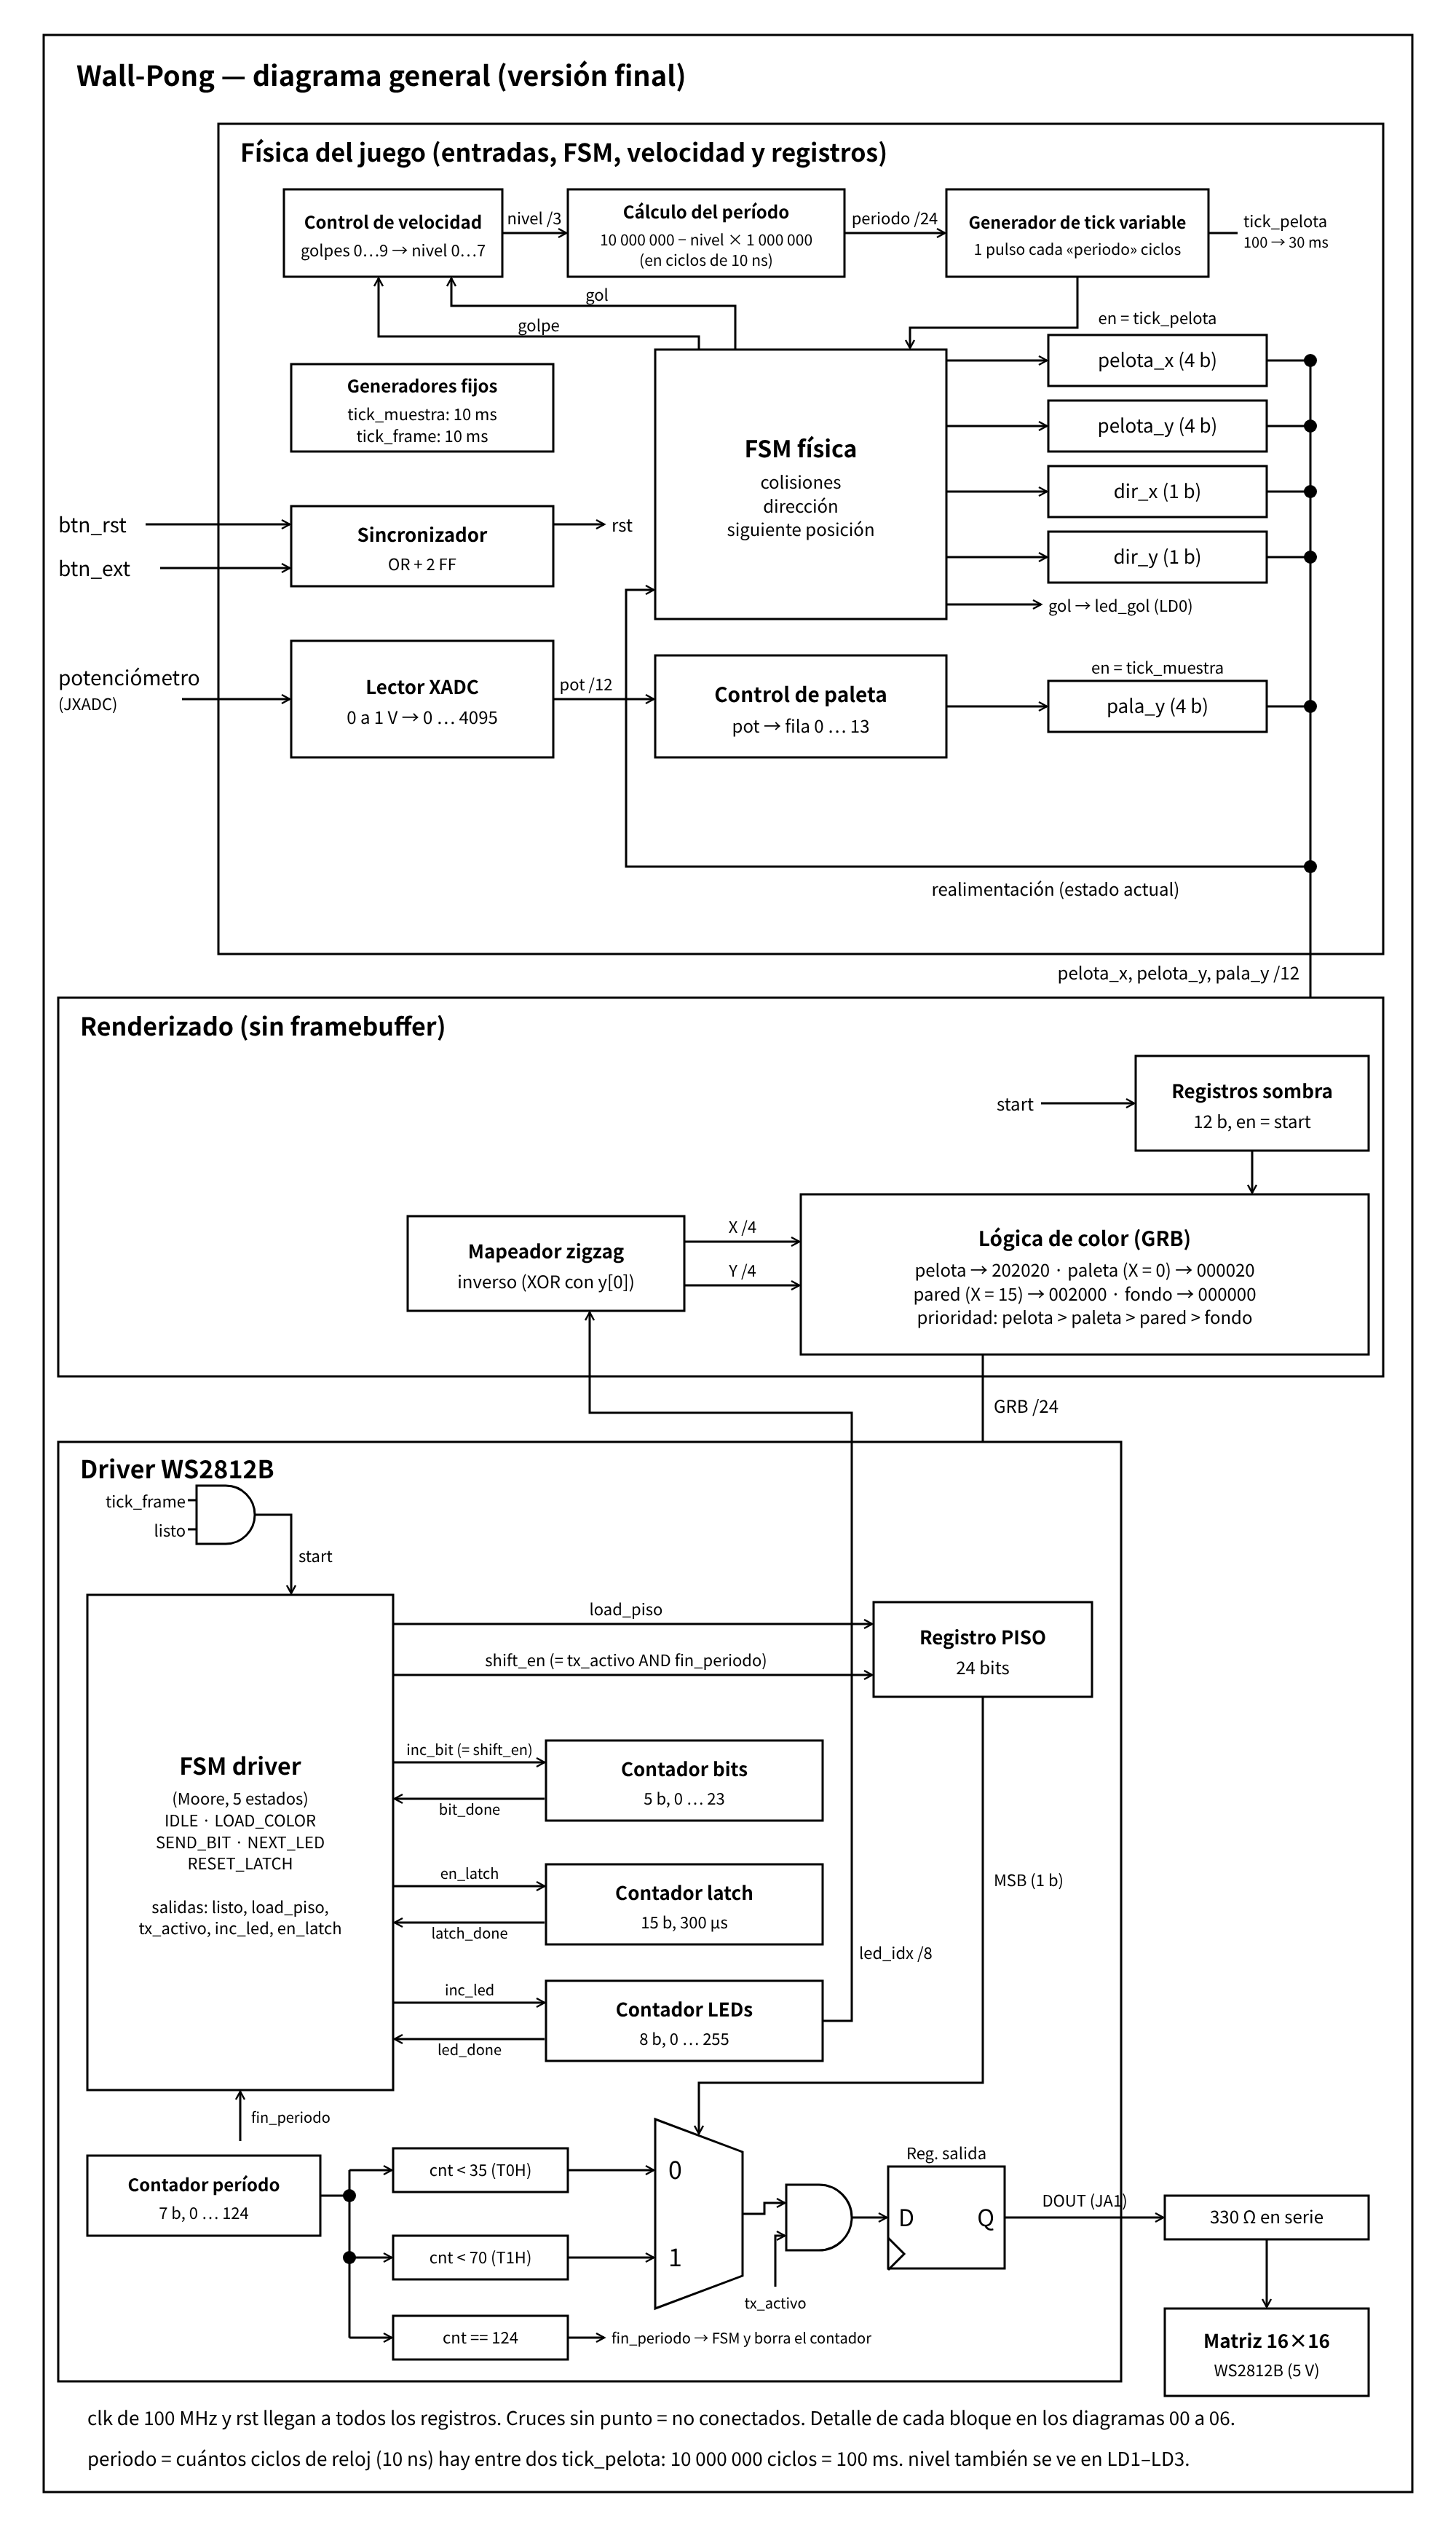 Wall-Pong — diagrama general (versión final)
Física del juego (entradas, FSM, velocidad y registros)
Control de velocidad
golpes 0…9 → nivel 0…7
nivel /3
Cálculo del período
10 000 000 − nivel × 1 000 000
(en ciclos de 10 ns)
periodo /24
Generador de tick variable
1 pulso cada «periodo» ciclos
tick_pelota
100 → 30 ms
gol
golpe
en = tick_pelota
Generadores fijos
tick_muestra: 10 ms
tick_frame: 10 ms
FSM física
colisiones
dirección
siguiente posición
pelota_x (4 b)
pelota_y (4 b)
dir_x (1 b)
dir_y (1 b)
gol → led_gol (LD0)
btn_rst
btn_ext
Sincronizador
OR + 2 FF
rst
potenciómetro
(JXADC)
Lector XADC
0 a 1 V → 0 … 4095
pot /12
Control de paleta
pot → fila 0 … 13
en = tick_muestra
pala_y (4 b)
realimentación (estado actual)
pelota_x, pelota_y, pala_y /12
Renderizado (sin framebuffer)
start
Registros sombra
12 b, en = start
Mapeador zigzag
inverso (XOR con y[0])
X /4
Y /4
Lógica de color (GRB)
pelota → 202020 · paleta (X = 0) → 000020
pared (X = 15) → 002000 · fondo → 000000
prioridad: pelota > paleta > pared > fondo
GRB /24
Driver WS2812B
tick_frame
listo
start
load_piso
shift_en (= tx_activo AND fin_periodo)
Registro PISO
24 bits
FSM driver
(Moore, 5 estados)
IDLE · LOAD_COLOR
SEND_BIT · NEXT_LED
RESET_LATCH
salidas: listo, load_piso,
tx_activo, inc_led, en_latch
inc_bit (= shift_en)
bit_done
Contador bits
5 b, 0 … 23
en_latch
latch_done
Contador latch
15 b, 300 µs
MSB (1 b)
led_idx /8
inc_led
led_done
Contador LEDs
8 b, 0 … 255
fin_periodo
Contador período
7 b, 0 … 124
cnt < 35 (T0H)
cnt < 70 (T1H)
cnt == 124
0
1
tx_activo
fin_periodo → FSM y borra el contador
Reg. salida
D
Q
DOUT (JA1)
330 Ω en serie
Matriz 16×16
WS2812B (5 V)
clk de 100 MHz y rst llegan a todos los registros. Cruces sin punto = no conectados. Detalle de cada bloque en los diagramas 00 a 06.
periodo = cuántos ciclos de reloj (10 ns) hay entre dos tick_pelota: 10 000 000 ciclos = 100 ms. nivel también se ve en LD1–LD3.